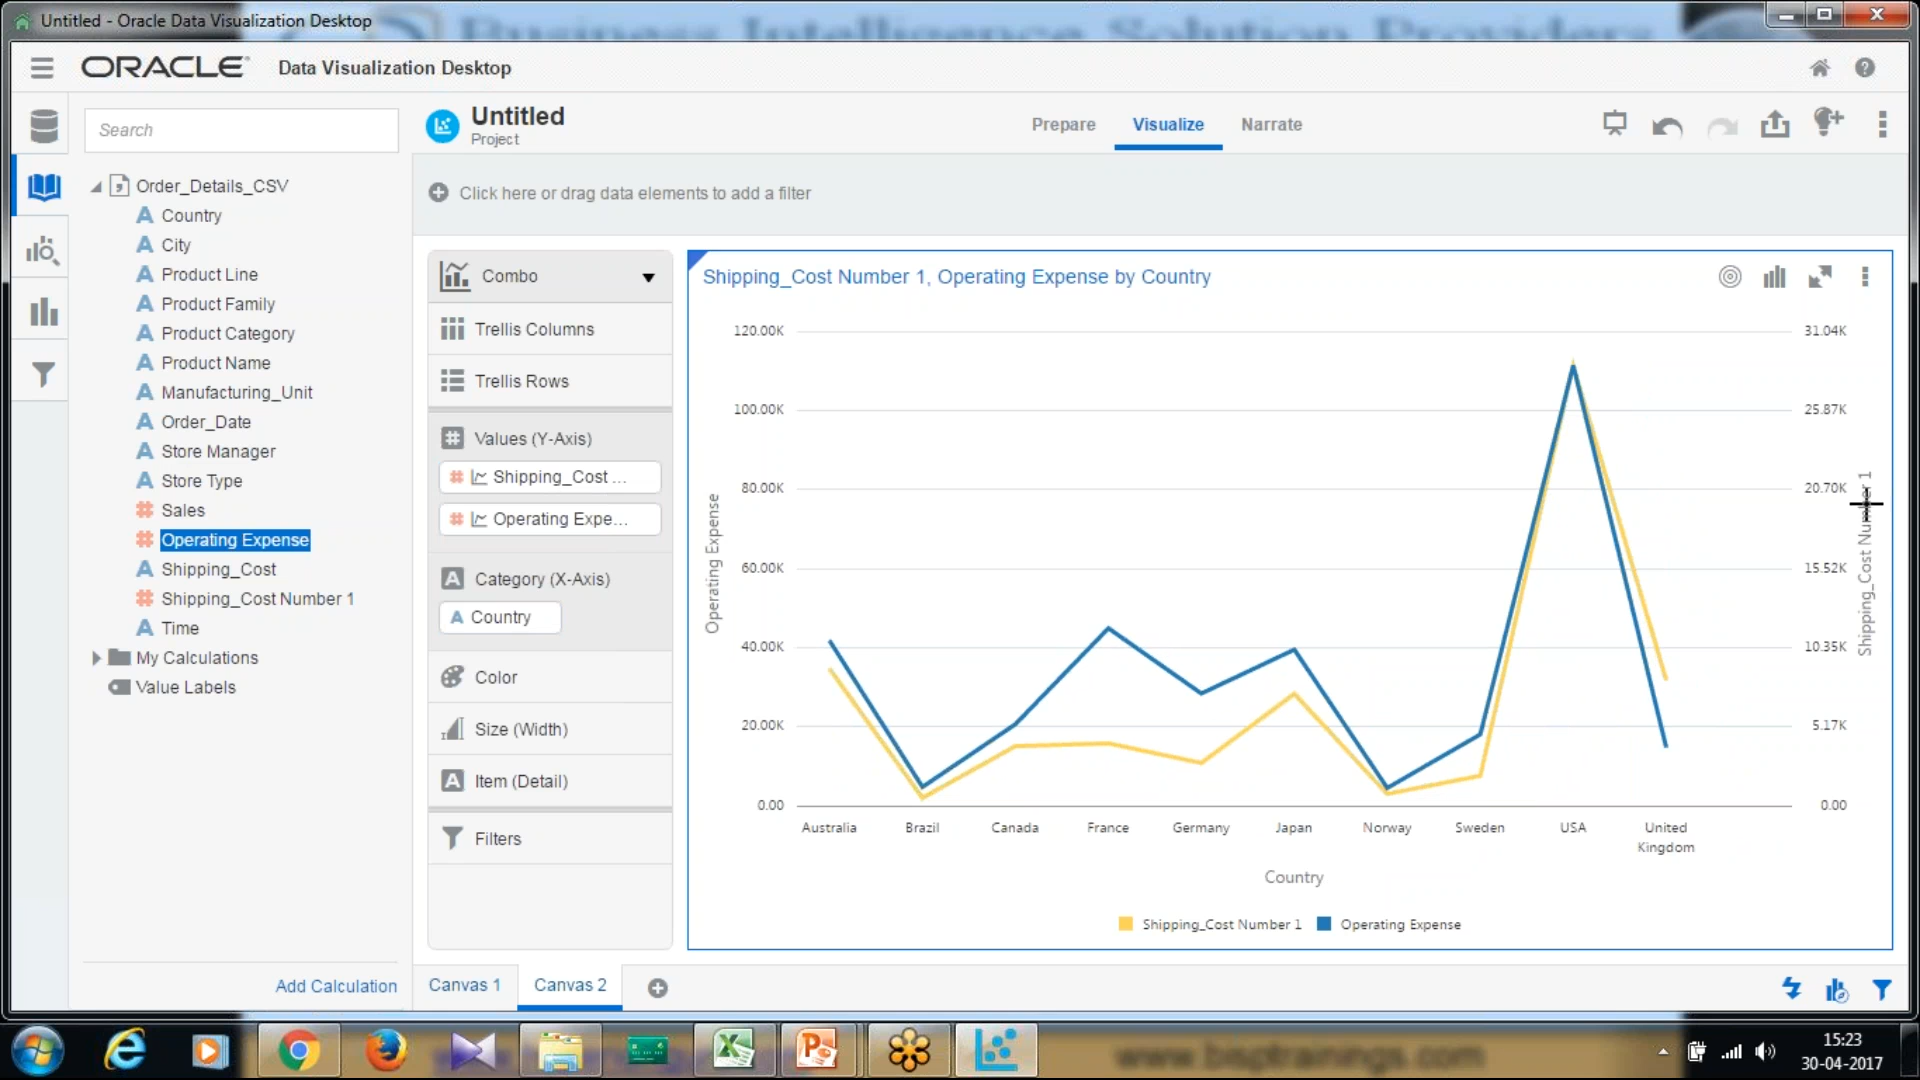 Untitled - Oracle Data Visualization Desktop
Business Intelligence Solution Providers
ORACLE
Data Visualization Desktop
Search
Untitled
Project
Prepare
Visualize
Narrate
Click here or drag data elements to add a filter
Order_Details_CSV
Country
City
Product Line
Product Family
Product Category
Product Name
Manufacturing_Unit
Order_Date
Store Manager
Store Type
Sales
Operating Expense
Shipping_Cost
Shipping_Cost Number 1
Time
My Calculations
Value Labels
Add Calculation
Combo
Trellis Columns
Trellis Rows
Values (Y-Axis)
Shipping_Cost ...
Operating Expe...
Category (X-Axis)
Country
Color
Size (Width)
Item (Detail)
Filters
Shipping_Cost Number 1, Operating Expense by Country
120.00K
100.00K
80.00K
60.00K
40.00K
20.00K
0.00
Operating Expense
31.04K
25.87K
20.70K
15.52K
10.35K
5.17K
0.00
Shipping_Cost Number 1
Australia
Brazil
Canada
France
Germany
Japan
Norway
Sweden
USA
United
Kingdom
Country
Shipping_Cost Number 1
Operating Expense
Canvas 1
Canvas 2
www.bisptrainings.com
15:23
30-04-2017